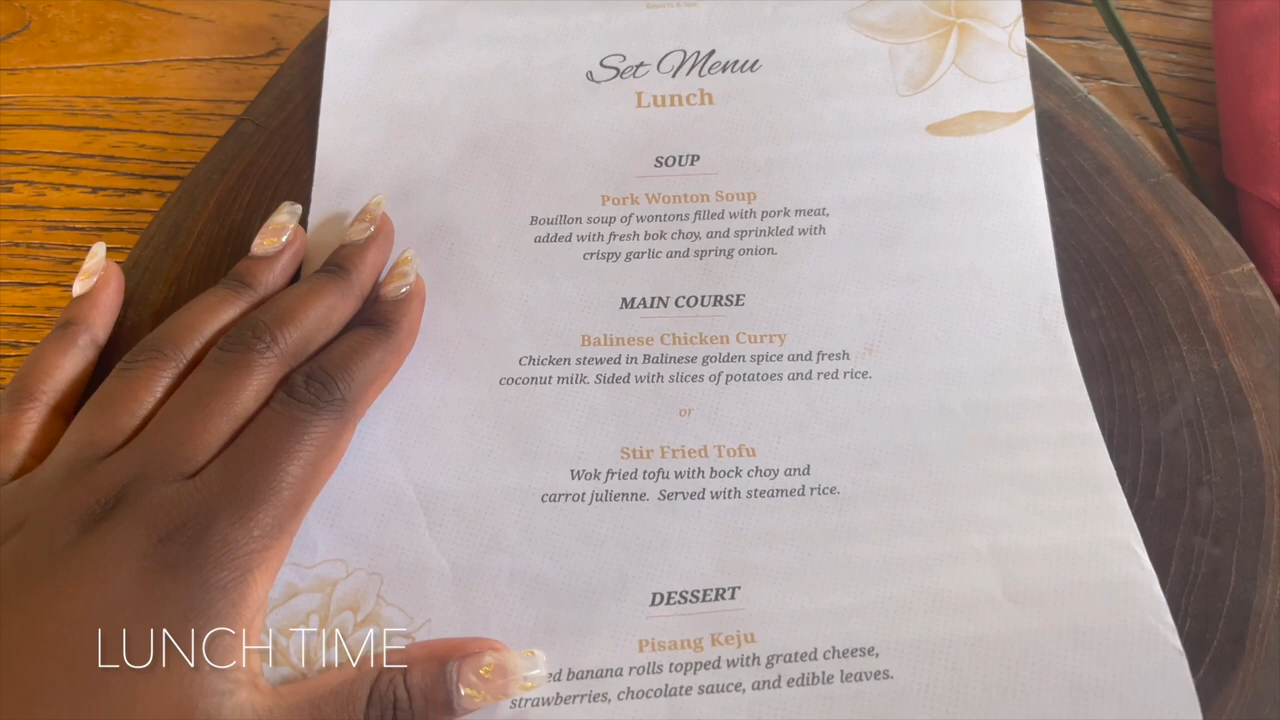 Resorts & Spa
Set Menu
Lunch
SOUP
Pork Wonton Soup
Bouillon soup of wontons filled with pork meat,
added with fresh bok choy, and sprinkled with
crispy garlic and spring onion.
MAIN COURSE
Balinese Chicken Curry
Chicken stewed in Balinese golden spice and fresh
coconut milk. Sided with slices of potatoes and red rice.
or
Stir Fried Tofu
Wok fried tofu with bock choy and
carrot julienne. Served with steamed rice.
DESSERT
Pisang Keju
ed banana rolls topped with grated cheese,
strawberries, chocolate sauce, and edible leaves.
LUNCH TIME